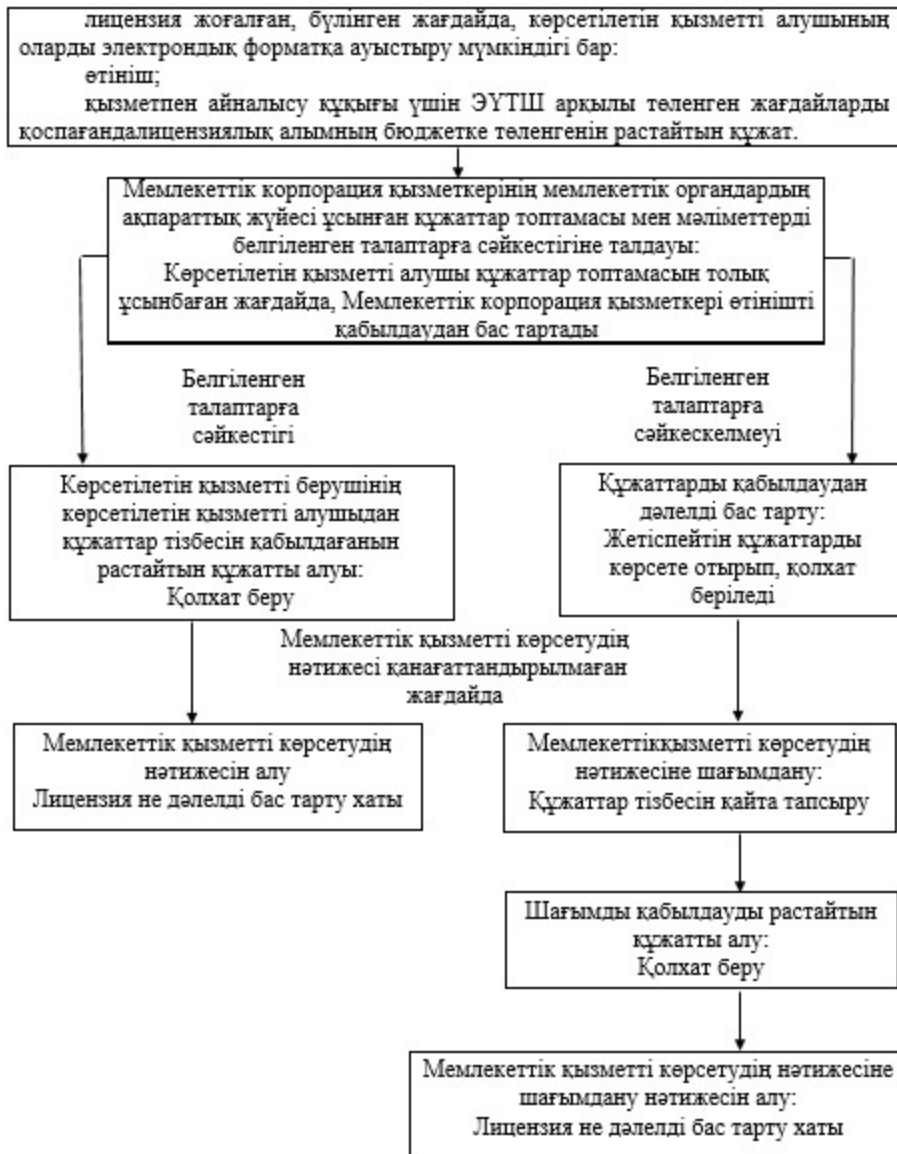 лицензия жоғалған, бүлінген жағдайда, көрсетілетін қызметті алушының
оларды электрондық форматқа ауыстыру мүмкіндігі бар:
өтініш;
қызметпен айналысу құқығы үшін ЭҮТШ арқылы төленген жағдайларды
қоспағандалицензиялық алымның бюджетке төленгенін растайтын құжат.
Мемлекеттік корпорация қызметкерінің мемлекеттік органдардың
ақпараттық жүйесі ұсынған құжаттар топтамасы мен мәліметтерді
белгіленген талаптарға сәйкестігіне талдауы:
Көрсетілетін қызметті алушы құжаттар топтамасын толық
ұсынбаған жағдайда, Мемлекеттік корпорация қызметкері өтінішті
қабылдаудан бас тартады
Белгіленген
талаптарға
сәйкестігі
Белгіленген
талаптарға
сәйкескелмеуі
Көрсетілетін қызметті берушінің
көрсетілетін қызметті алушыдан
құжаттар тізбесін қабылдағанын
растайтын құжатты алуы:
Қолхат беру
Құжаттарды қабылдаудан
дәлелді бас тарту:
Жетіспейтін құжаттарды
көрсете отырып, қолхат
беріледі
Мемлекеттік қызметті көрсетудің
нәтижесі қанағаттандырылмаған
жағдайда
Мемлекеттік қызметті көрсетудің
нәтижесін алу
Лицензия не дәлелді бас тарту хаты
Мемлекеттікқызметті көрсетудің
нәтижесіне шағымдану:
Құжаттар тізбесін қайта тапсыру
Шағымды қабылдауды растайтын
құжатты алу:
Қолхат беру
Мемлекеттік қызметті көрсетудің нәтижесіне
шағымдану нәтижесін алу:
Лицензия не дәлелді бас тарту хаты